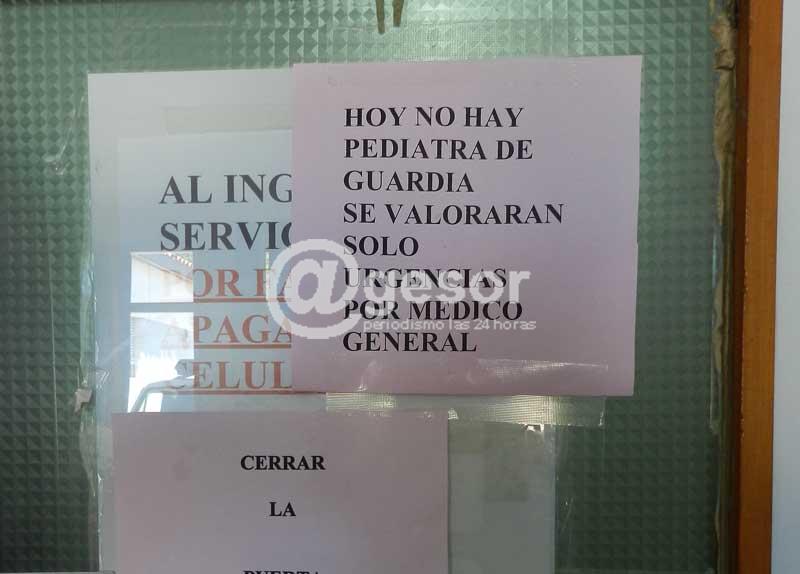 HOY NO HAY
PEDIATRA DE
GUARDIA
SE VALORARAN
SOLO
URGENCIAS
POR MEDICO
GENERAL
AL
SERVIC
POR
APAGA
CELUL
@gesor
periodismo las 24 horas
CERRAR
LA